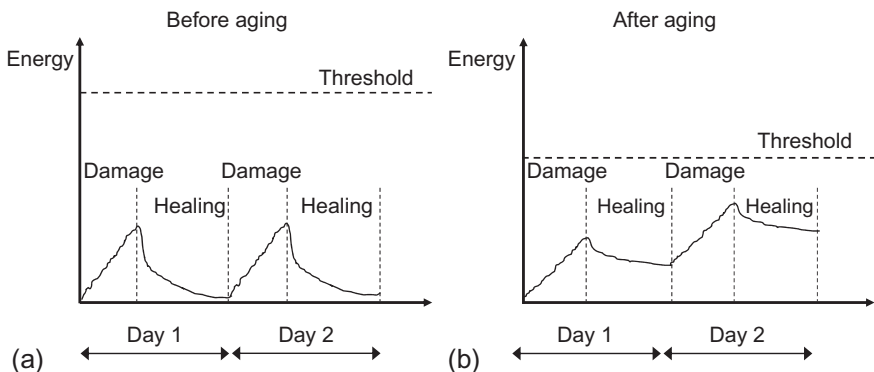 Before aging
Energy
Threshold
Damage Damage
Healing Healing
Day 1 Day 2
(a)
After aging
Energy
Threshold
Damage Damage
Healing Healing
Day 1 Day 2
(b)